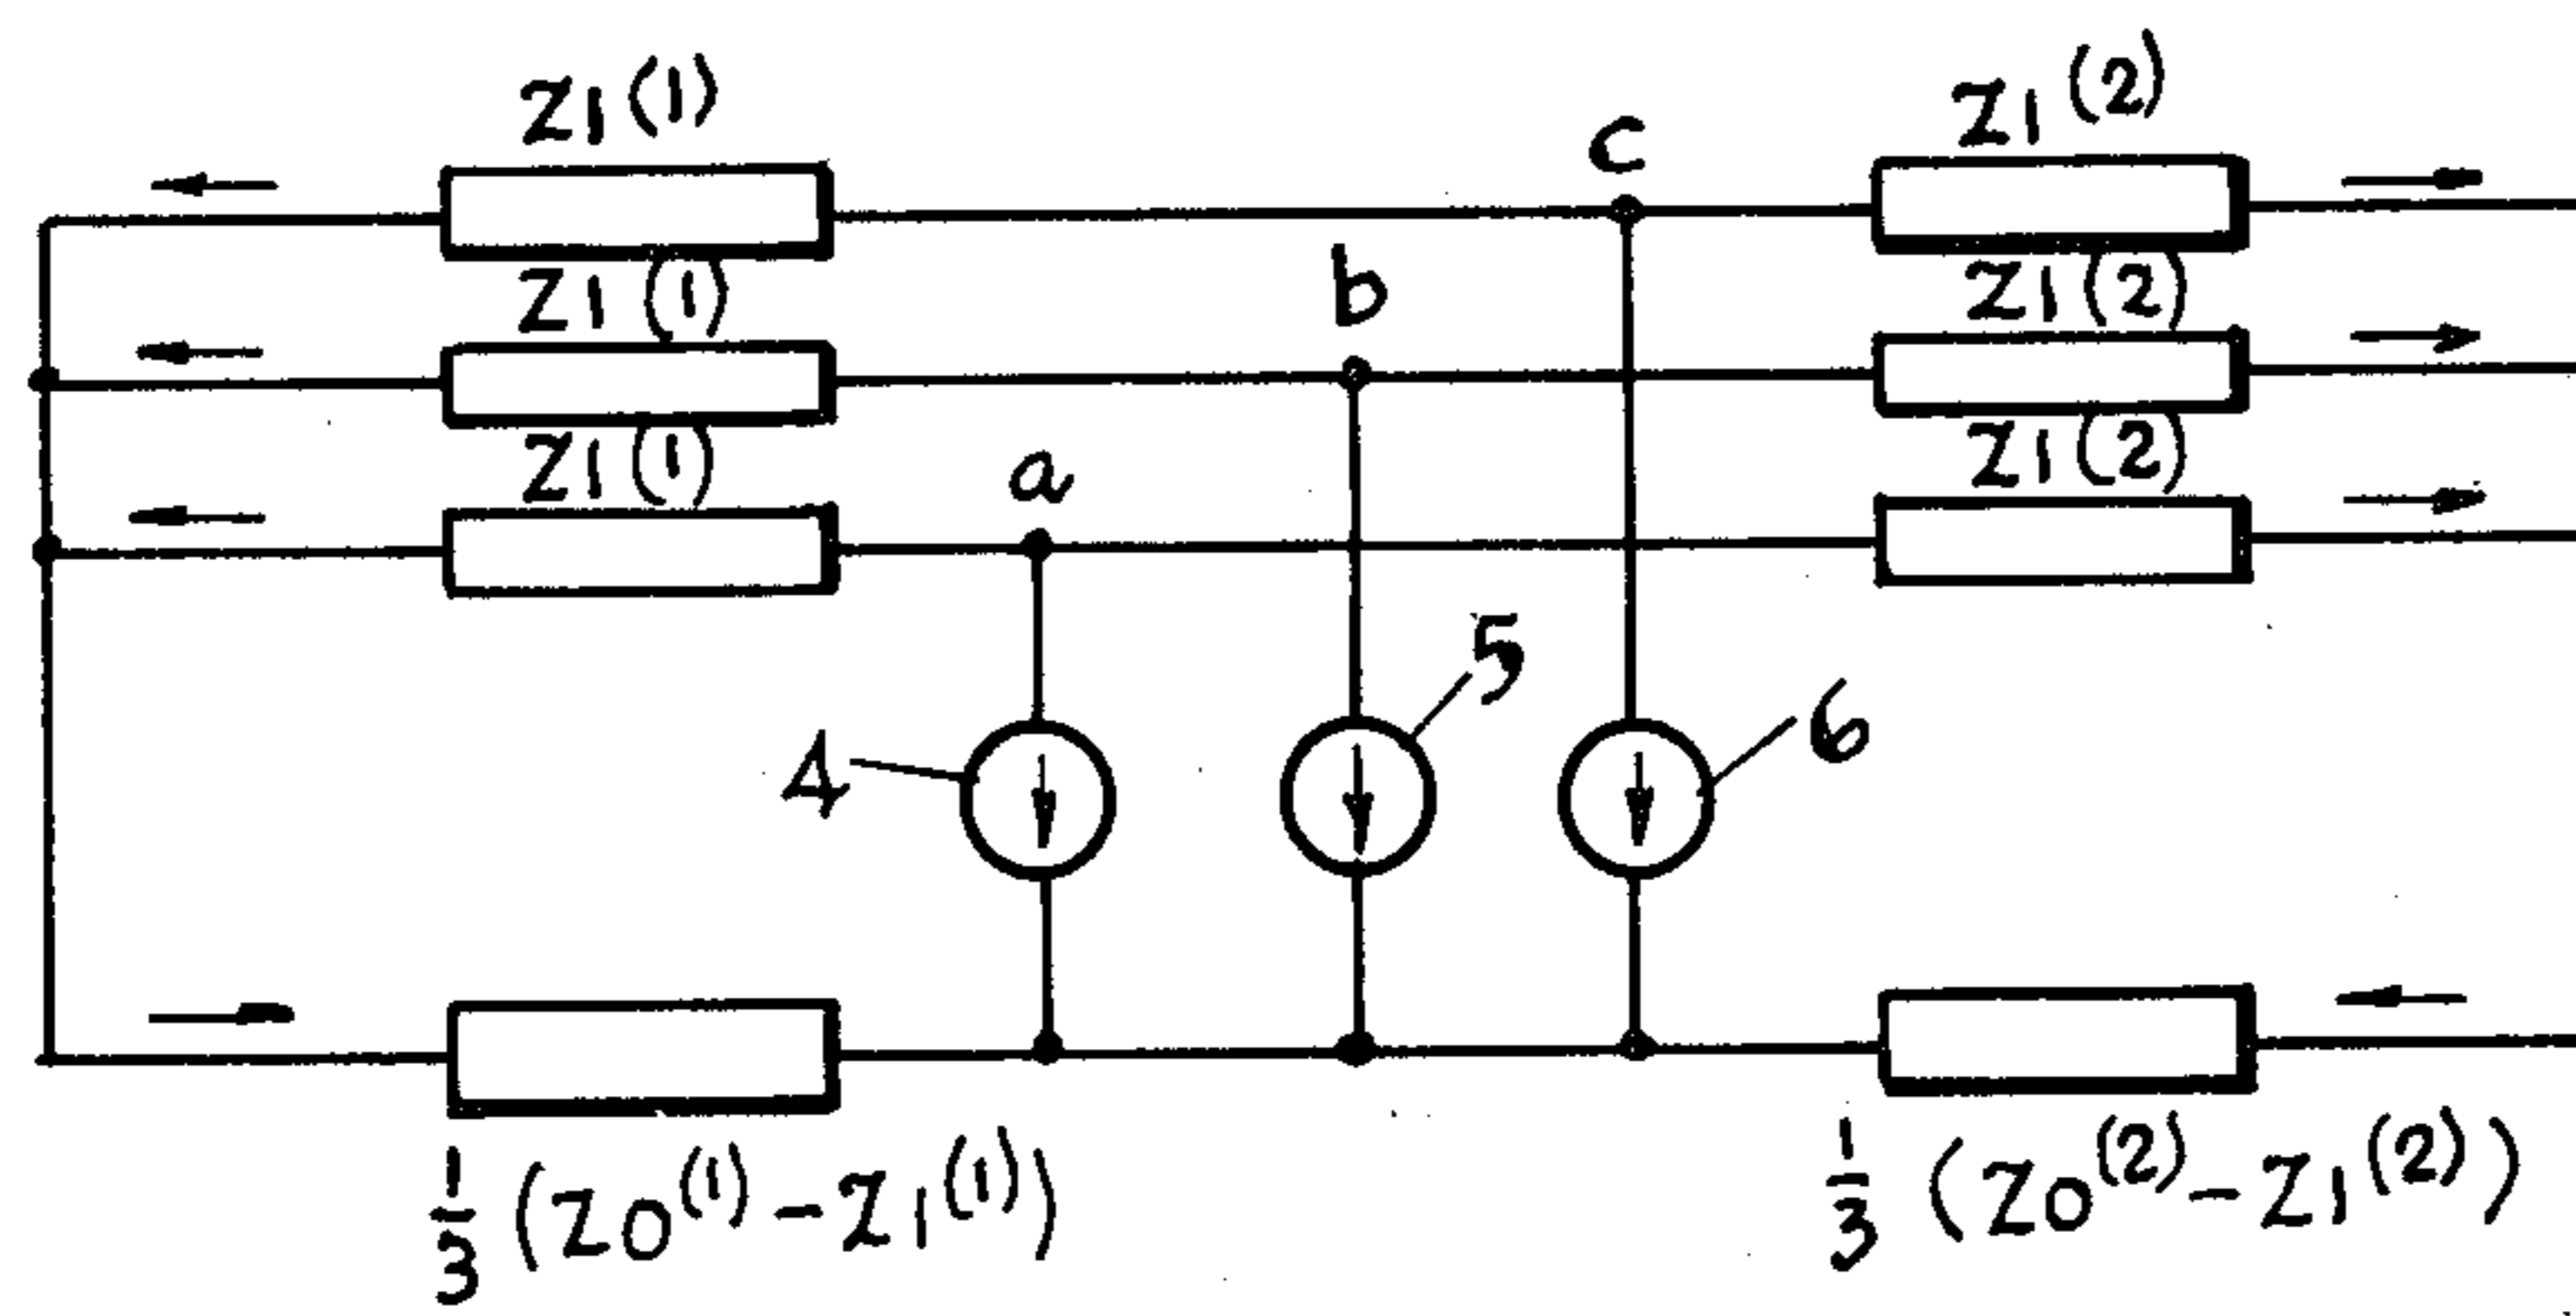 Z1(1) c Z1(2)
Z1(1) b Z1(2)
Z1(1) a Z1(2)
5
4 6
1/3 (Z0(1) - Z1(1)) 1/3 (Z0(2) - Z1(2))